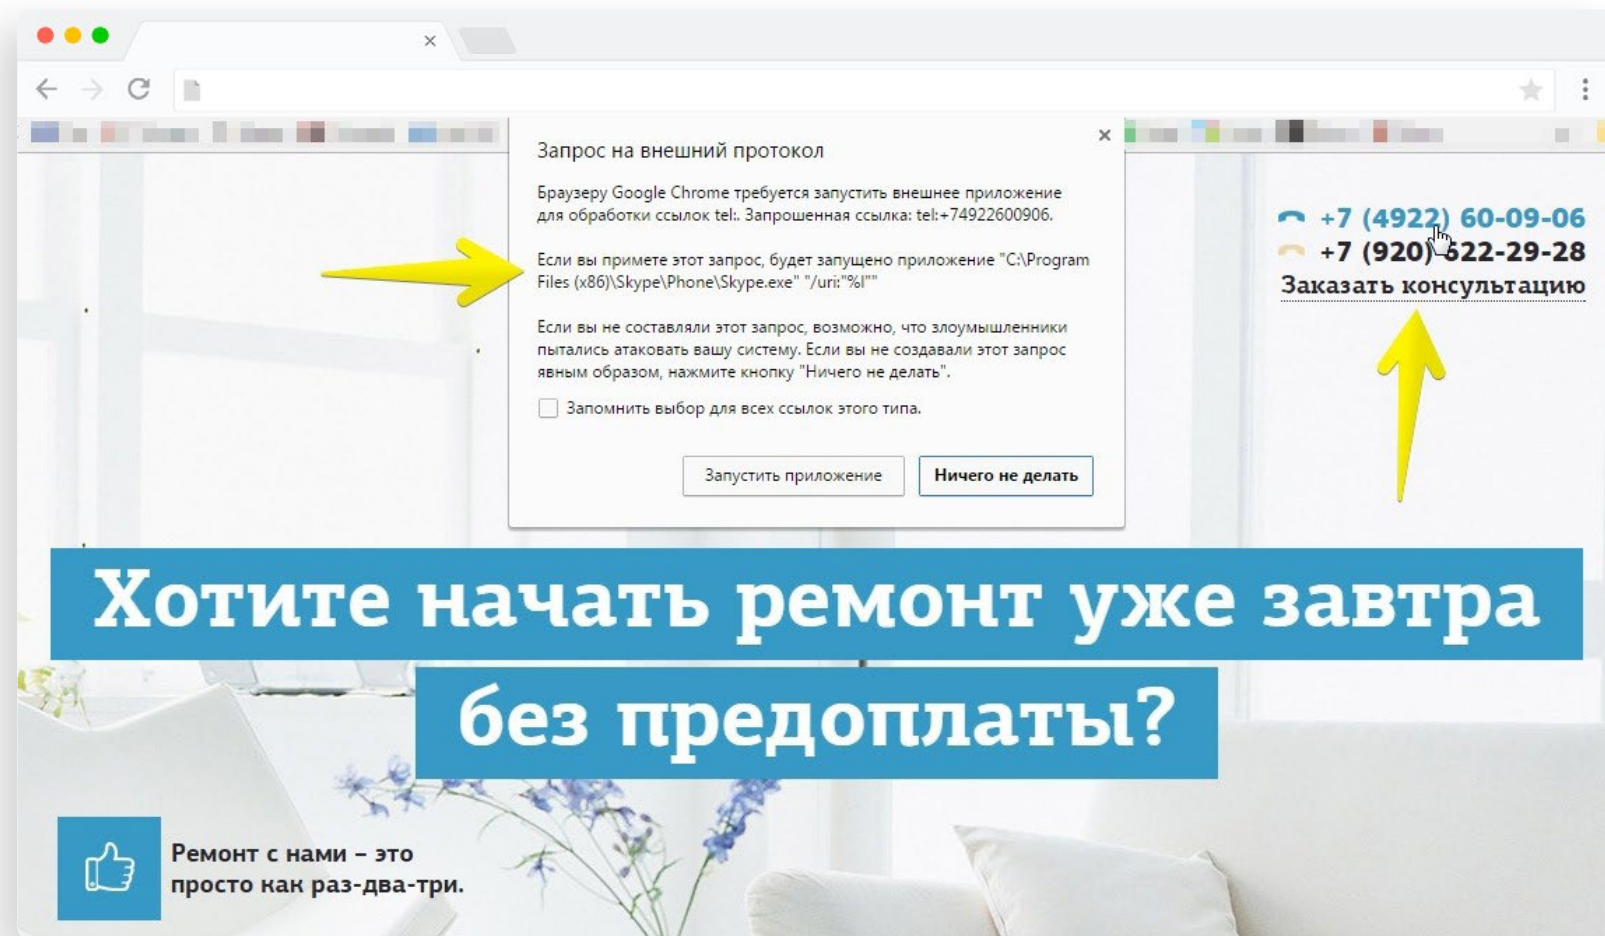 Запрос на внешний протокол
Браузеру Google Chrome требуется запустить внешнее приложение
для обработки ссылок tel:. Запрошенная ссылка: tel:+74922600906.
Если вы примете этот запрос, будет запущено приложение "C:\Program
Files (x86)\Skype\Phone\Skype.exe" "/uri:"%l""
Если вы не составляли этот запрос, возможно, что злоумышленники
пытались атаковать вашу систему. Если вы не создавали этот запрос
явным образом, нажмите кнопку "Ничего не делать".
Запомнить выбор для всех ссылок этого типа.
Запустить приложение
Ничего не делать
+7 (4922) 60-09-06
+7 (920) 622-29-28
Заказать консультацию
Хотите начать ремонт уже завтра
без предоплаты?
Ремонт с нами – это
просто как раз-два-три.